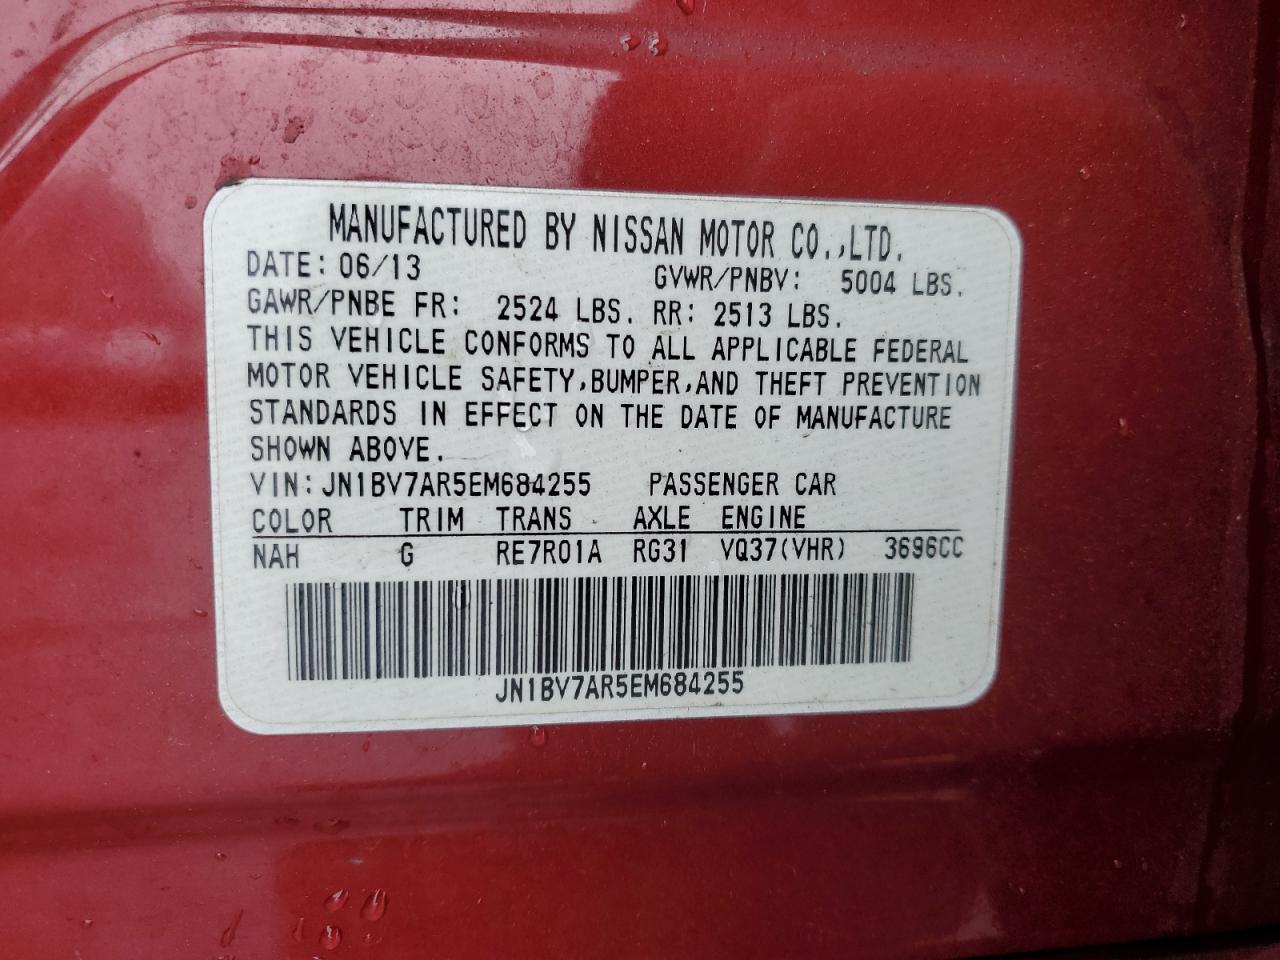 MANUFACTURED BY NISSAN MOTOR CO.,LTD.
DATE: 06/13 GVWR/PNBV: 5004 LBS.
GAWR/PNBE FR: 2524 LBS. RR: 2513 LBS.
THIS VEHICLE CONFORMS TO ALL APPLICABLE FEDERAL
MOTOR VEHICLE SAFETY,BUMPER,AND THEFT PREVENTION
STANDARDS IN EFFECT ON THE DATE OF MANUFACTURE
SHOWN ABOVE.
VIN: JN1BV7AR5EM684255 PASSENGER CAR
COLOR TRIM TRANS AXLE ENGINE
NAH G RE7R01A RG31 VQ37(VHR) 3696CC
JN1BV7AR5EM684255